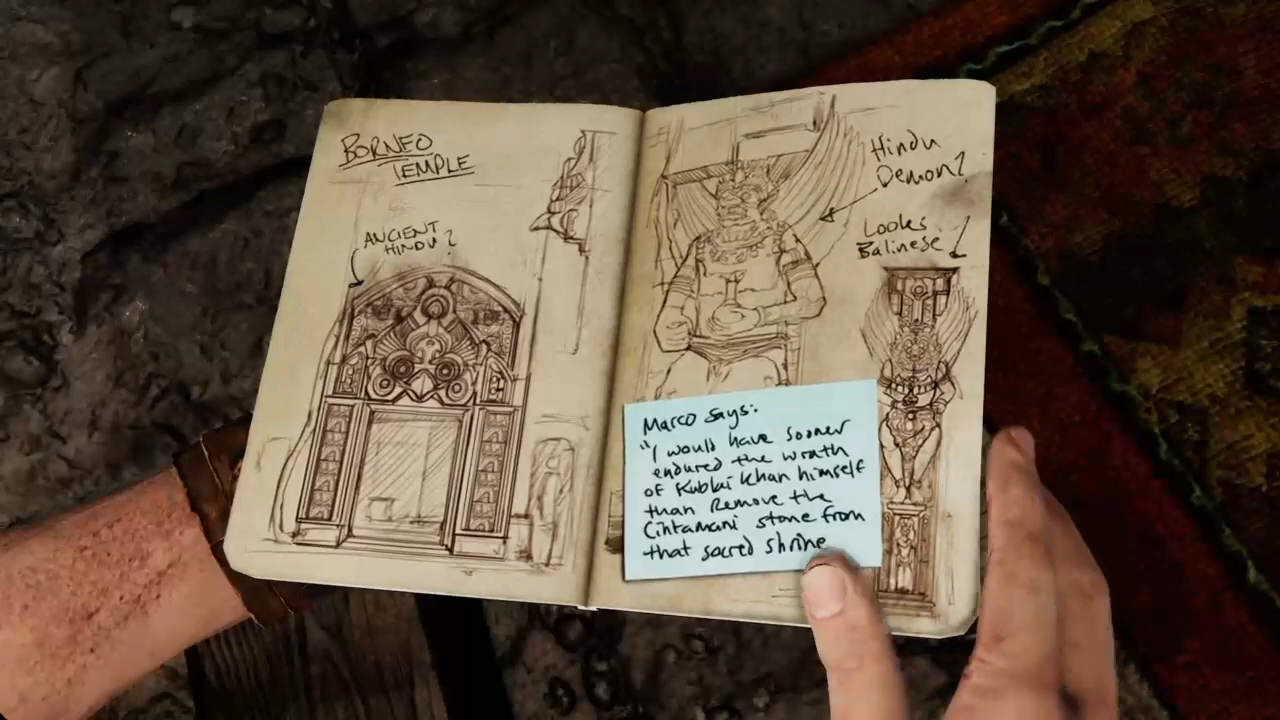 BORNEO
TEMPLE
ANCIENT
HINDU?
Hindu
Demon?
Looks
Balinese
Marco says:
"I would have sooner
endured the wrath
of Kublai Khan himself
than remove the
Cintamani stone from
that sacred shrine